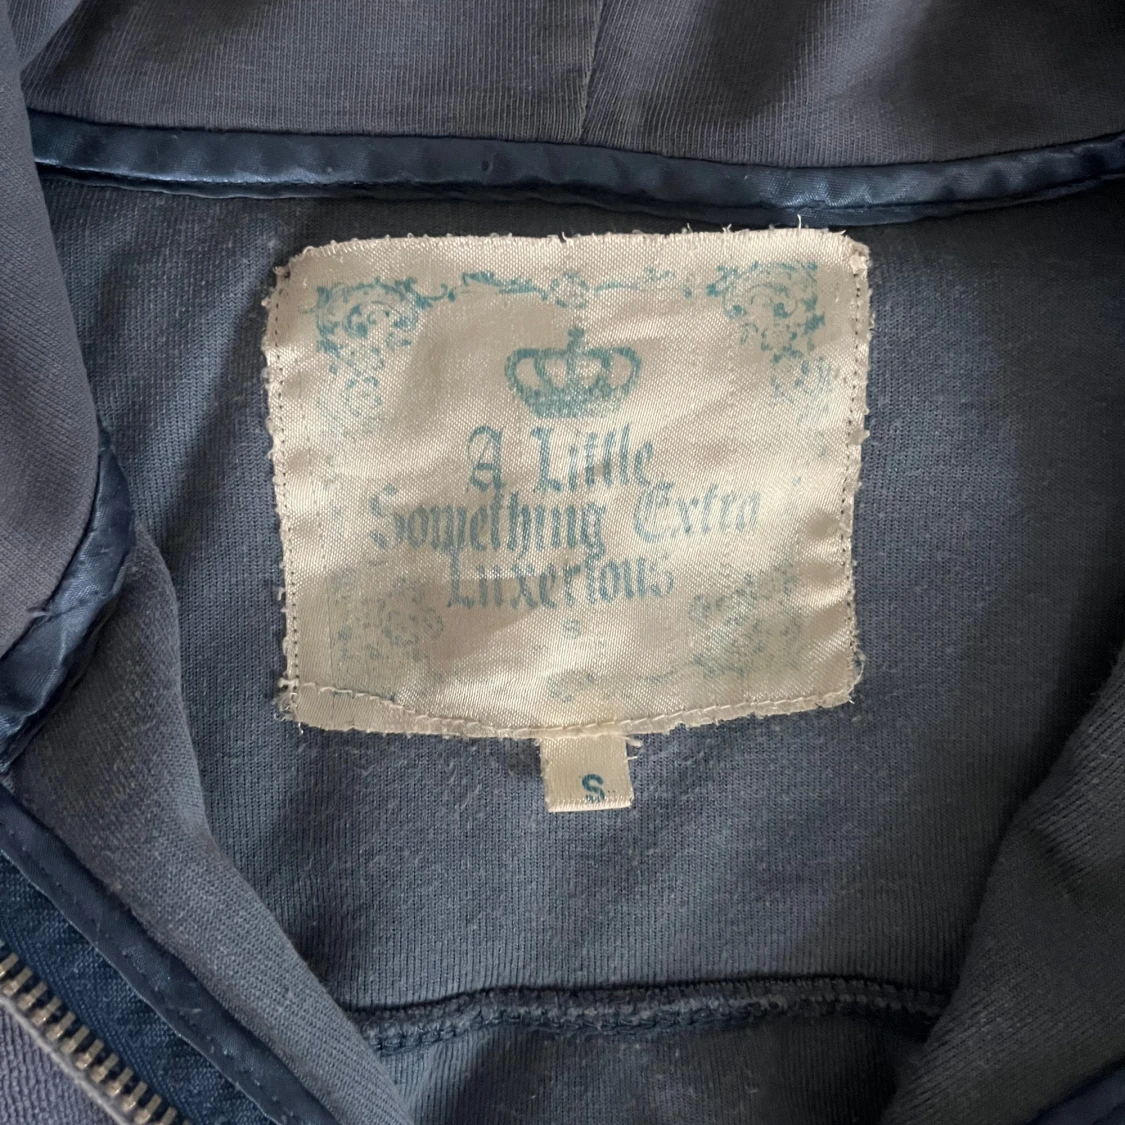 A Little
Something Extra
Luxerious
S
S